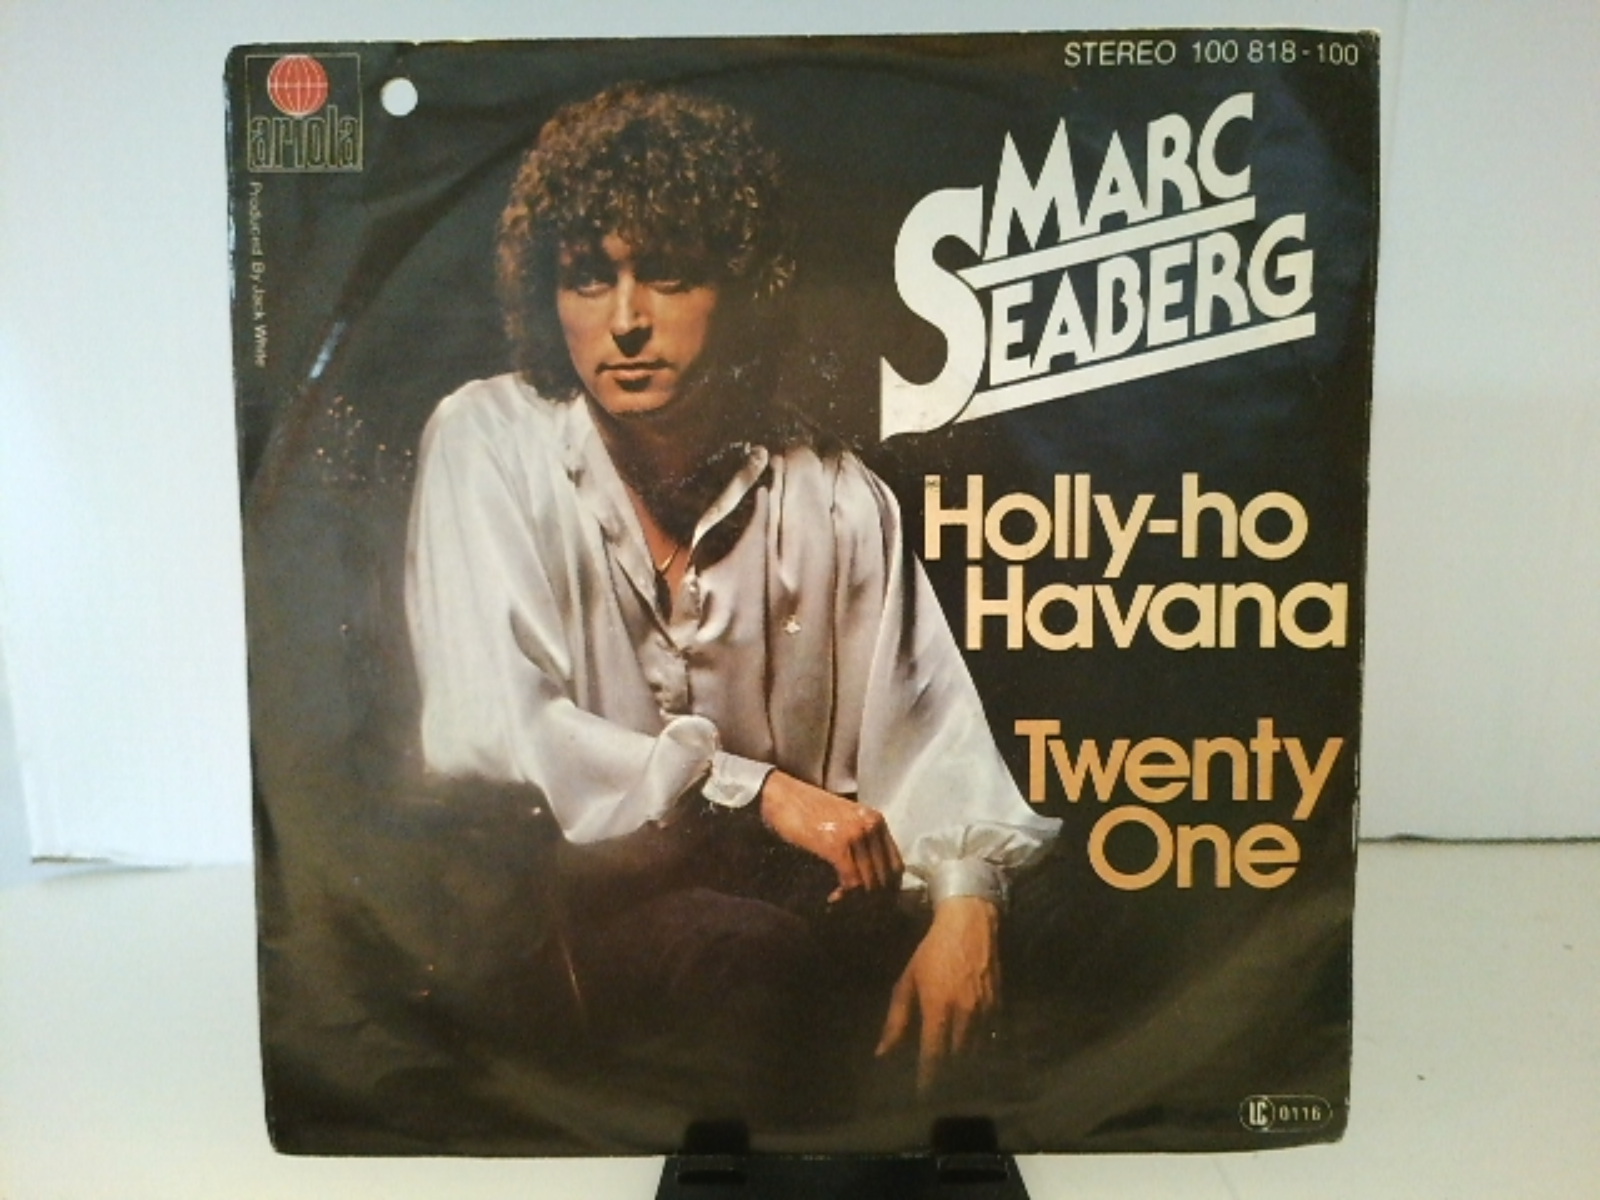 ariola
STEREO 100 818-100
Produced By Jack White
MARC
SEABERG
Holly-ho
Havana
Twenty
One
LC 0116